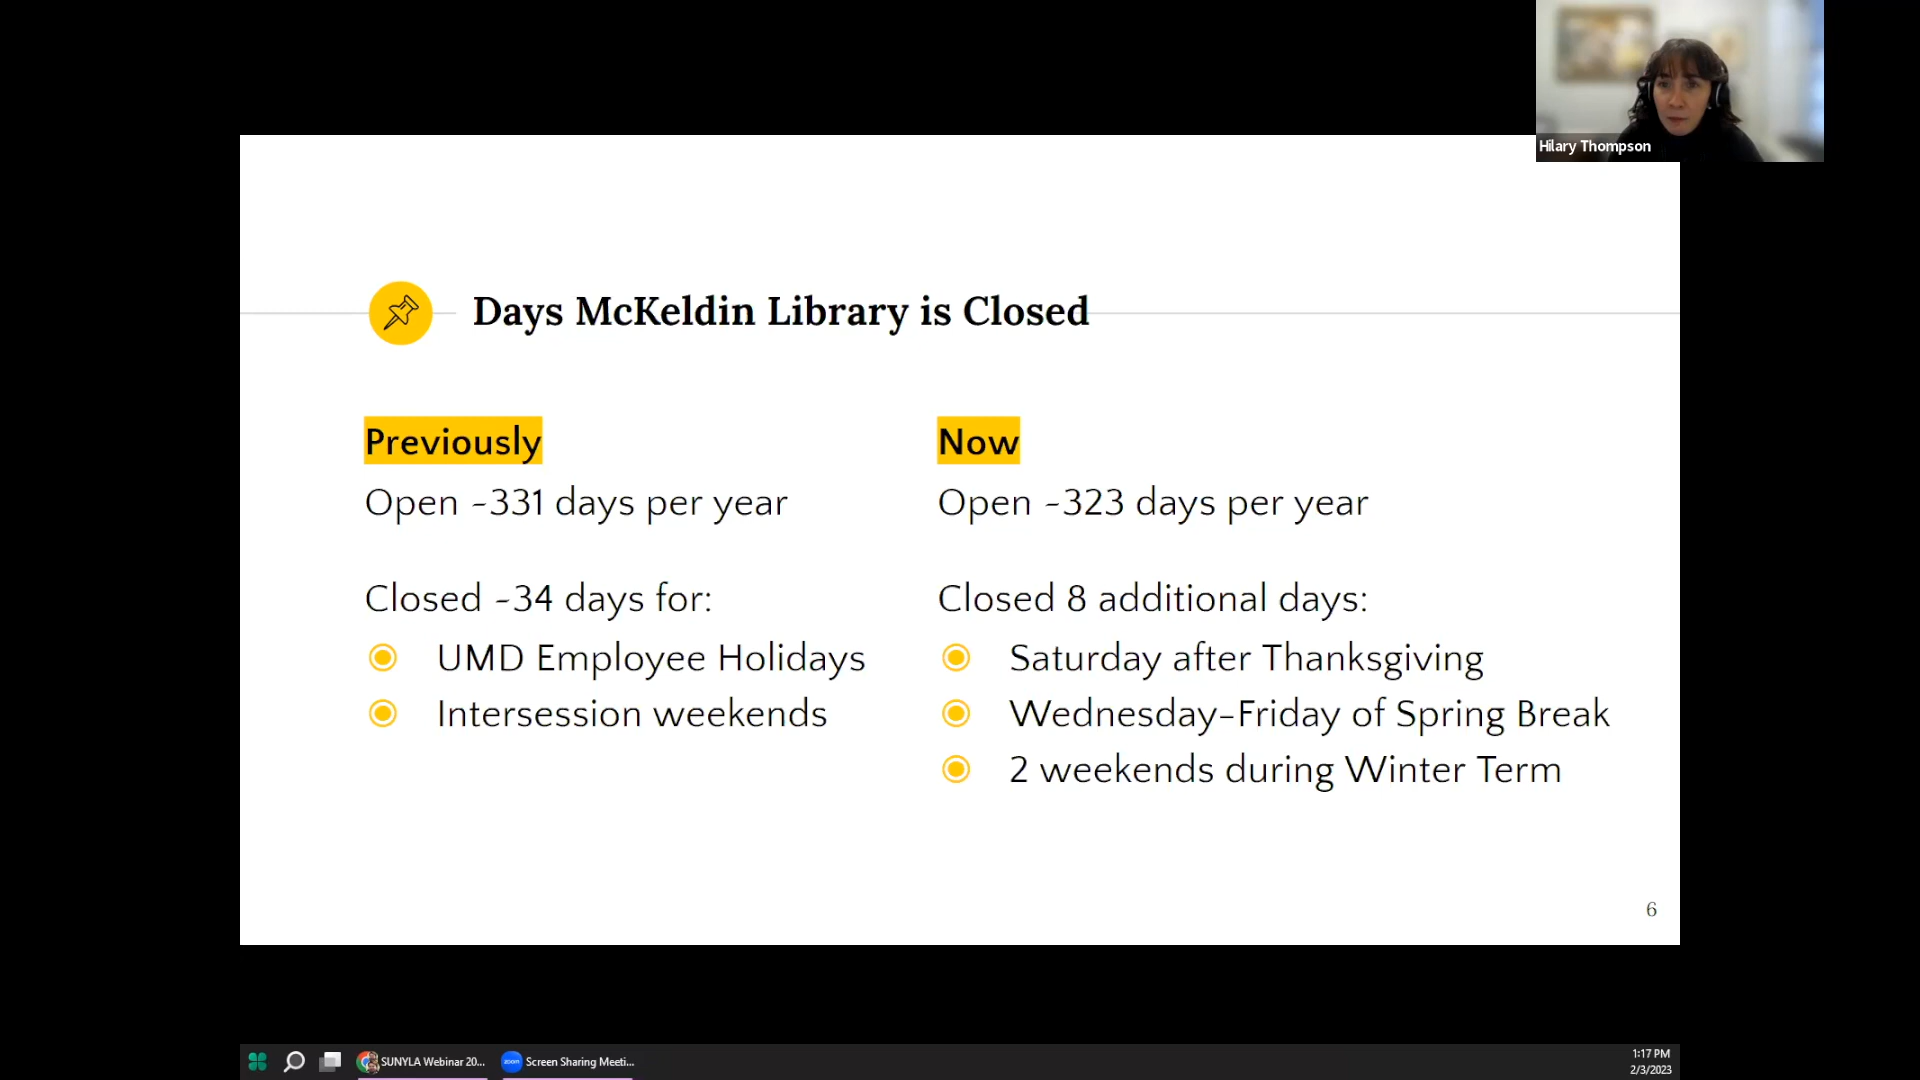 Hilary Thompson
Days McKeldin Library is Closed
Previously
Open ~331 days per year
Closed ~34 days for:
UMD Employee Holidays
Intersession weekends
Now
Open ~323 days per year
Closed 8 additional days:
Saturday after Thanksgiving
Wednesday–Friday of Spring Break
2 weekends during Winter Term
6
SUNYLA Webinar 20...
zoom
Screen Sharing Meeti...
1:17 PM
2/3/2023